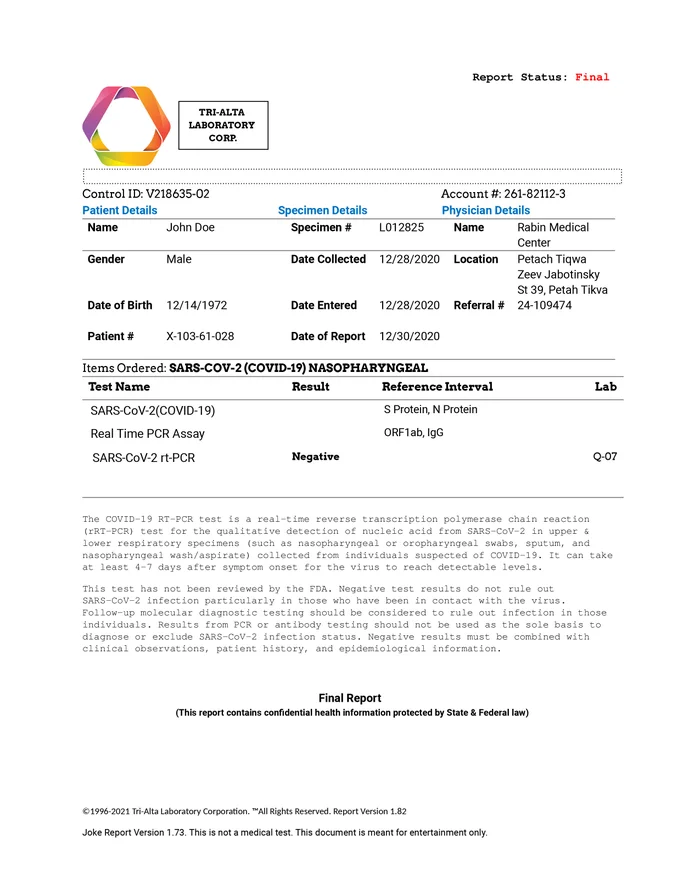 Report Status: Final
TRI-ALTA
LABORATORY
CORP.
Control ID: V218635-02 Account #: 261-82112-3
Patient Details Specimen Details Physician Details
Name John Doe Specimen # L012825 Name Rabin Medical
Center
Gender Male Date Collected 12/28/2020 Location Petach Tiqwa
Zeev Jabotinsky
St 39, Petah Tikva
Date of Birth 12/14/1972 Date Entered 12/28/2020 Referral # 24-109474
Patient # X-103-61-028 Date of Report 12/30/2020
Items Ordered: SARS-COV-2 (COVID-19) NASOPHARYNGEAL
Test Name Result Reference Interval Lab
SARS-CoV-2(COVID-19) S Protein, N Protein
Real Time PCR Assay ORF1ab, IgG
SARS-CoV-2 rt-PCR Negative Q-07
The COVID-19 RT-PCR test is a real-time reverse transcription polymerase chain reaction
(rRT-PCR) test for the qualitative detection of nucleic acid from SARS-CoV-2 in upper &
lower respiratory specimens (such as nasopharyngeal or oropharyngeal swabs, sputum, and
nasopharyngeal wash/aspirate) collected from individuals suspected of COVID-19. It can take
at least 4-7 days after symptom onset for the virus to reach detectable levels.
This test has not been reviewed by the FDA. Negative test results do not rule out
SARS-CoV-2 infection particularly in those who have been in contact with the virus.
Follow-up molecular diagnostic testing should be considered to rule out infection in those
individuals. Results from PCR or antibody testing should not be used as the sole basis to
diagnose or exclude SARS-CoV-2 infection status. Negative results must be combined with
clinical observations, patient history, and epidemiological information.
Final Report
(This report contains confidential health information protected by State & Federal law)
©1996-2021 Tri-Alta Laboratory Corporation. ™All Rights Reserved. Report Version 1.82
Joke Report Version 1.73. This is not a medical test. This document is meant for entertainment only.